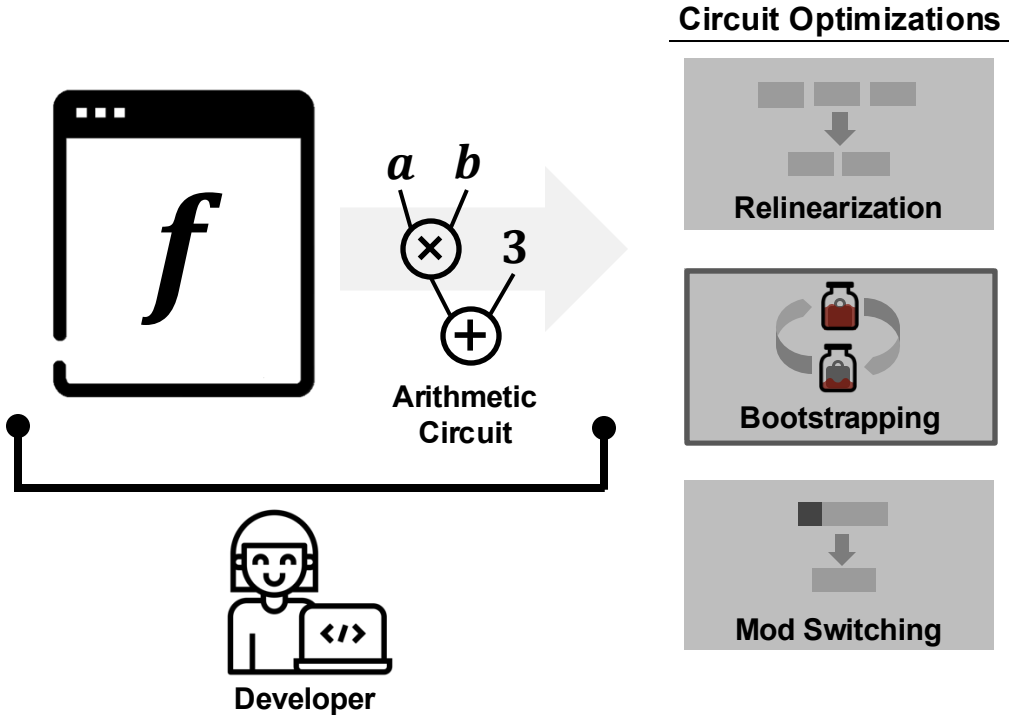 Circuit Optimizations
f
a b
×
3
+
Arithmetic
Circuit
Relinearization
Bootstrapping
Mod Switching
</>
Developer